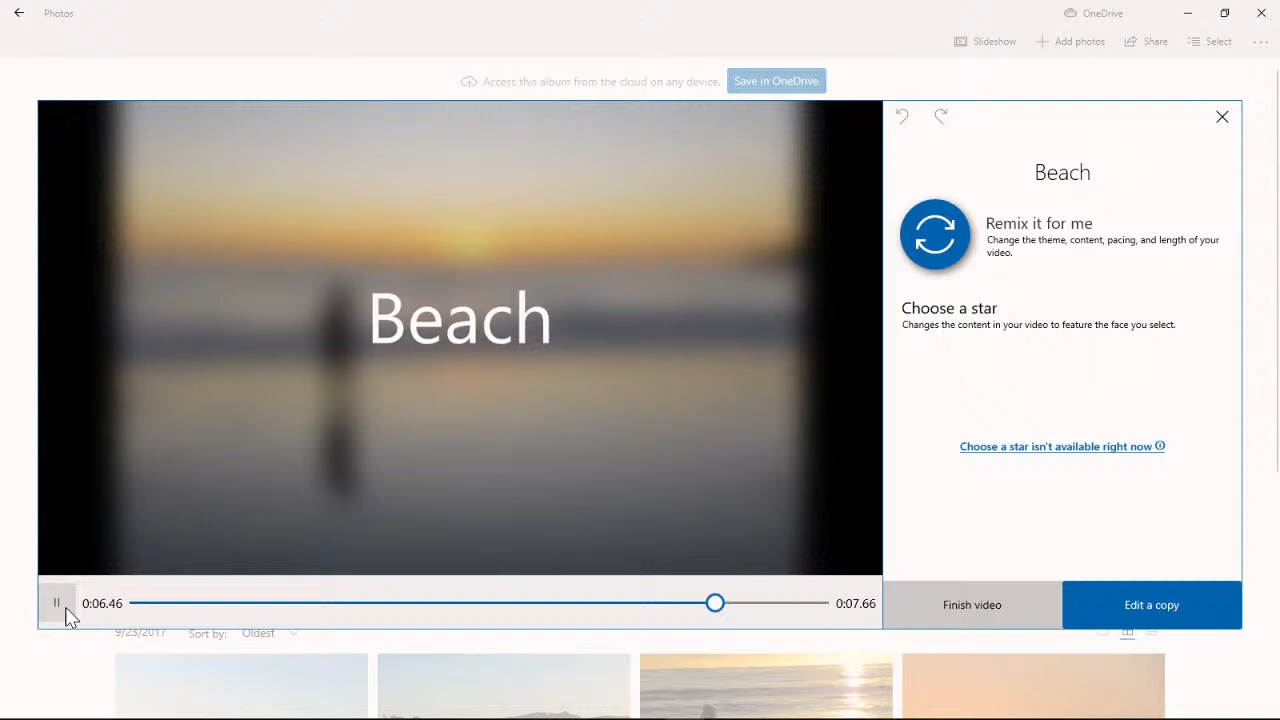 Photos
OneDrive
Slideshow
Add photos
Share
Select
Access this album from the cloud on any device.
Save in OneDrive
Beach
Beach
Remix it for me
Change the theme, content, pacing, and length of your
video.
Choose a star
Changes the content in your video to feature the face you select.
Choose a star isn't available right now
0:06.46
0:07.66
Finish video
Edit a copy
9/23/2017
Sort by:
Oldest